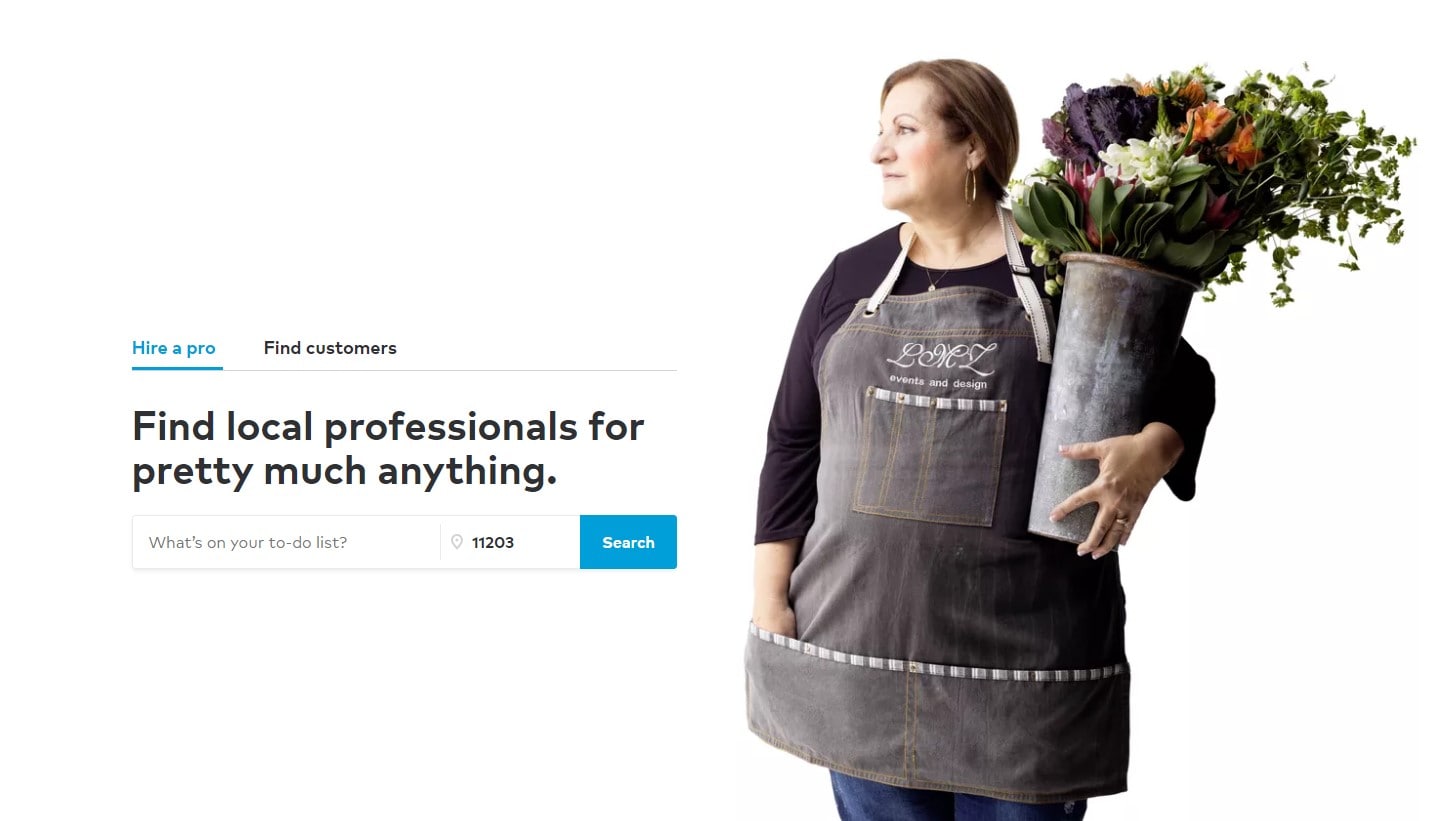 Hire a pro
Find customers
Find local professionals for
pretty much anything.
What’s on your to-do list?
11203
Search
LMZ
events and design